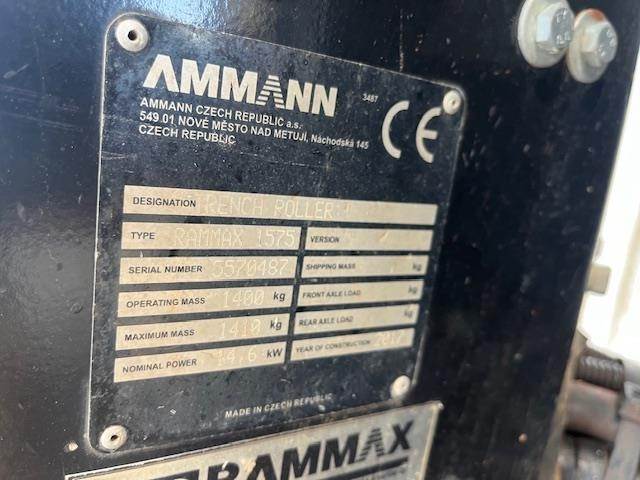 AMMANN
3487
AMMANN CZECH REPUBLIC a.s.
549 01 NOVÉ MĚSTO NAD METUJÍ, Náchodská 145
CZECH REPUBLIC
CE
DESIGNATION RENCH ROLLER
TYPE RAMMAX 1575 VERSION
SERIAL NUMBER 5570487 SHIPPING MASS kg
OPERATING MASS 1400 kg FRONT AXLE LOAD kg
MAXIMUM MASS 1410 kg REAR AXLE LOAD kg
NOMINAL POWER 14,6 kW YEAR OF CONSTRUCTION
MADE IN CZECH REPUBLIC
RAMMAX